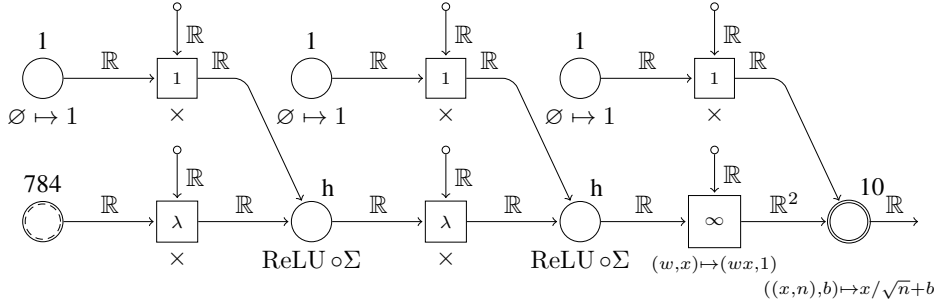 ℝ ℝ ℝ
1 ℝ 1 ℝ 1 ℝ 1 ℝ 1 ℝ 1 ℝ
∅ ↦ 1 × ∅ ↦ 1 × ∅ ↦ 1 ×
784 ℝ ℝ h ℝ ℝ h ℝ ℝ² 10 ℝ
ℝ λ ℝ λ ℝ ∞
× ReLU ∘Σ × ReLU ∘Σ (w,x)↦(wx,1)
((x,n),b)↦x/√n+b